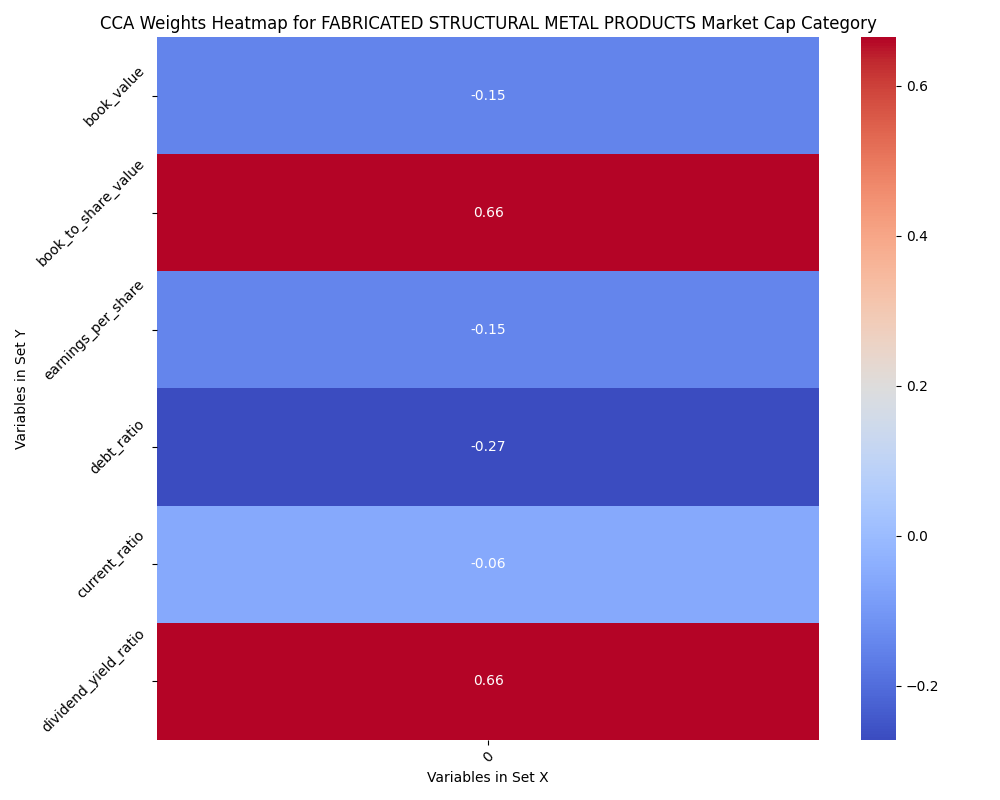 CCA Weights Heatmap for FABRICATED STRUCTURAL METAL PRODUCTS Market Cap Category
Variables in Set Y
book_value
-0.15
book_to_share_value
0.66
earnings_per_share
-0.15
debt_ratio
-0.27
current_ratio
-0.06
dividend_yield_ratio
0.66
0
Variables in Set X
0.6
0.4
0.2
0.0
−0.2